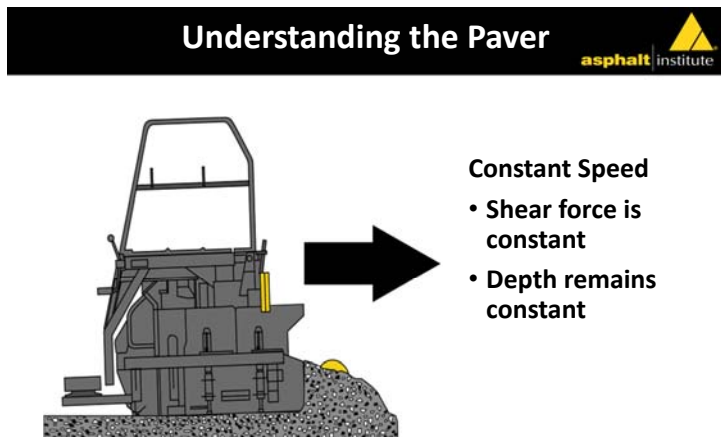 Understanding the Paver
asphalt institute
Constant Speed
• Shear force is
constant
• Depth remains
constant